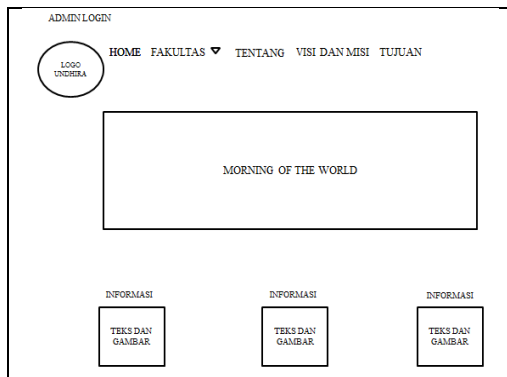 ADMIN LOGIN
LOGO
UNDHIRA
HOME FAKULTAS TENTANG VISI DAN MISI TUJUAN
MORNING OF THE WORLD
INFORMASI INFORMASI INFORMASI
TEKS DAN
GAMBAR
TEKS DAN
GAMBAR
TEKS DAN
GAMBAR